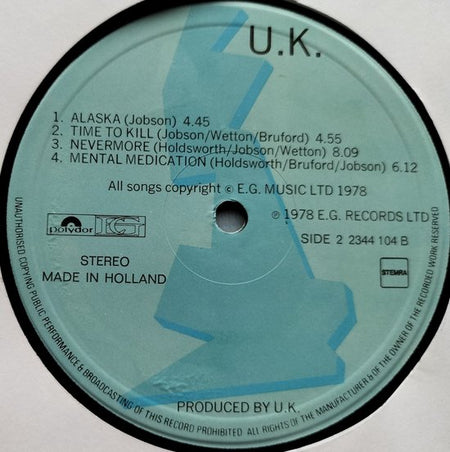 U.K.
1. ALASKA (Jobson) 4.45
2. TIME TO KILL (Jobson/Wetton/Bruford) 4.55
3. NEVERMORE (Holdsworth/Jobson/Wetton) 8.09
4. MENTAL MEDICATION (Holdsworth/Bruford/Jobson) 6.12
All songs copyright © E.G. MUSIC LTD 1978
polydor EG
℗ 1978 E.G. RECORDS LTD
SIDE 2 2344 104 B
STEREO
MADE IN HOLLAND
STEMRA
PRODUCED BY U.K.
UNAUTHORISED COPYING PUBLIC PERFORMANCE & BROADCASTING OF THIS RECORD PROHIBITED. ALL RIGHTS OF THE MANUFACTURER & OF THE OWNER OF THE RECORDED WORK RESERVED